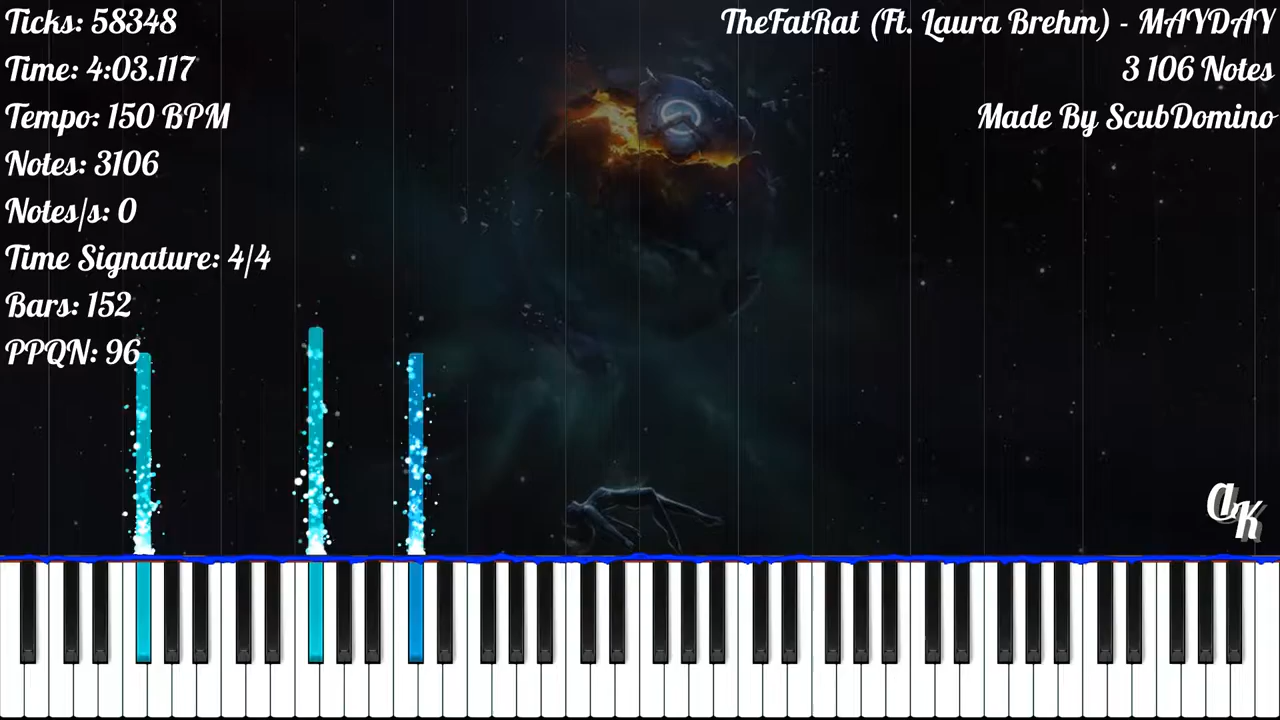 Ticks: 58348
Time: 4:03.117
Tempo: 150 BPM
Notes: 3106
Notes/s: 0
Time Signature: 4/4
Bars: 152
PPQN: 96
TheFatRat (Ft. Laura Brehm) - MAYDAY
3 106 Notes
Made By ScubDomino
a K